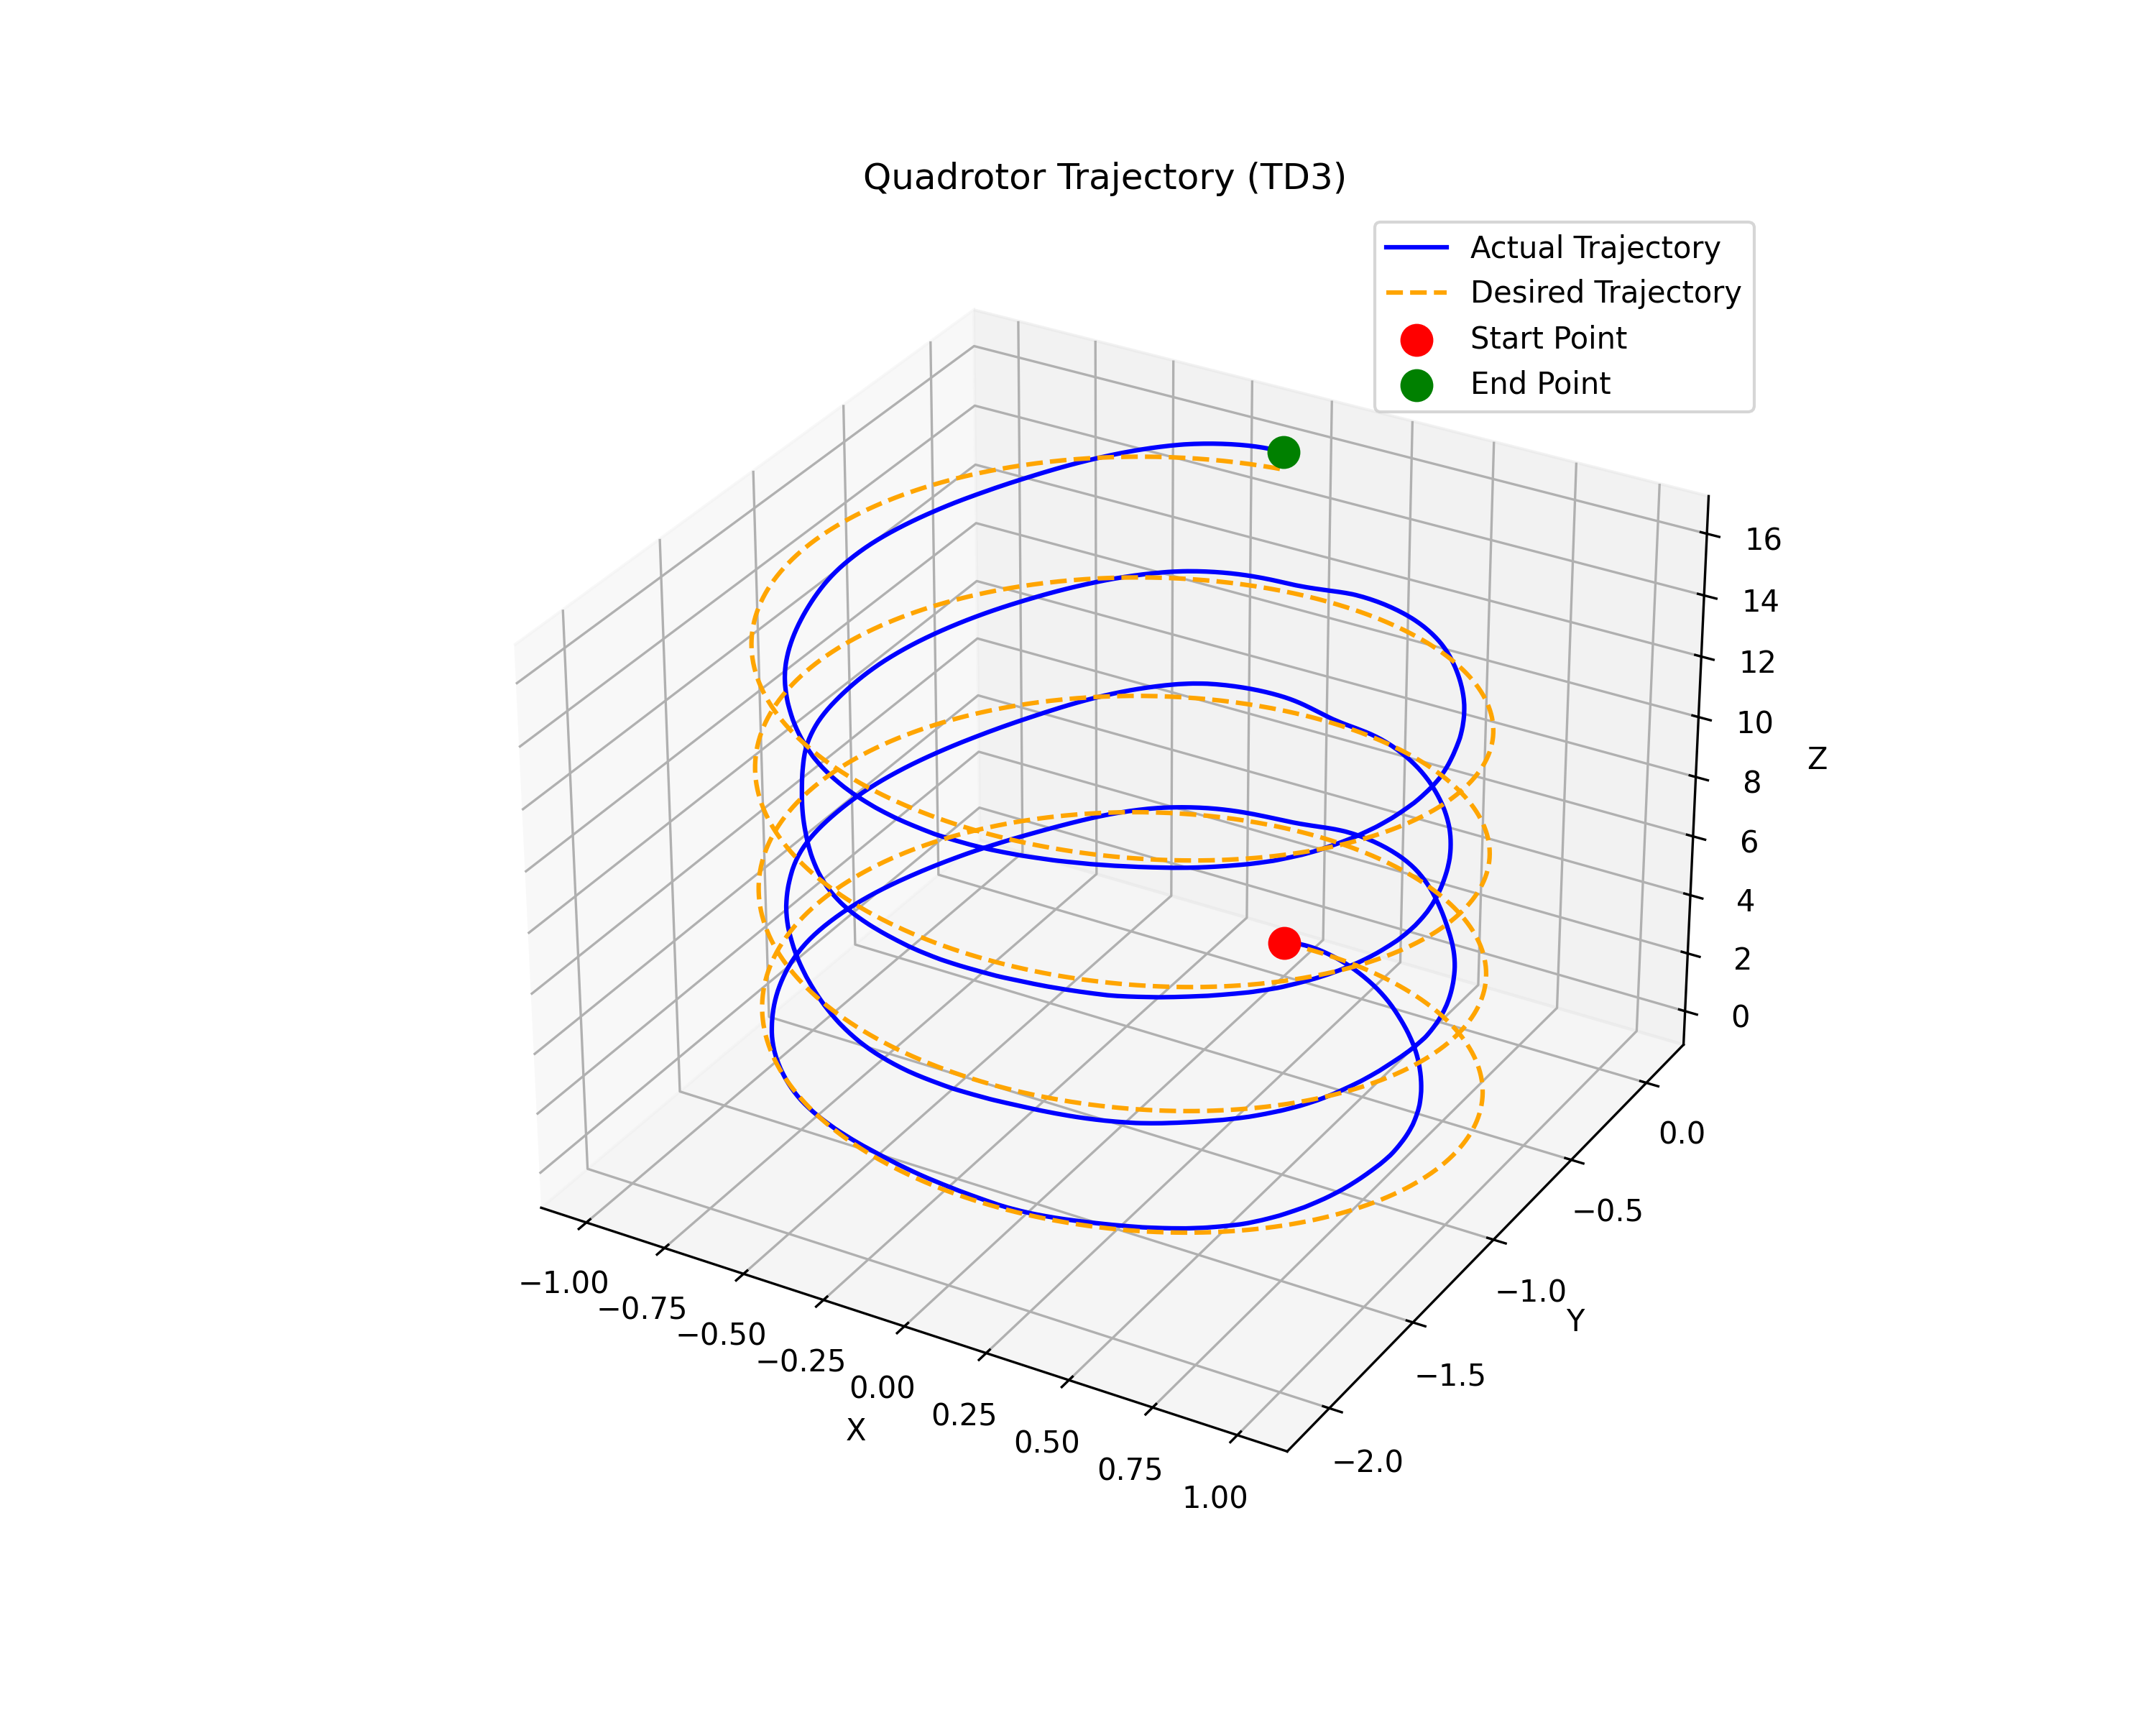 Quadrotor Trajectory (TD3)
Actual Trajectory
Desired Trajectory
Start Point
End Point
16
14
12
10
8
6
4
2
0
Z
0.0
−0.5
−1.0
−1.5
−2.0
Y
−1.00
−0.75
−0.50
−0.25
0.00
0.25
0.50
0.75
1.00
X